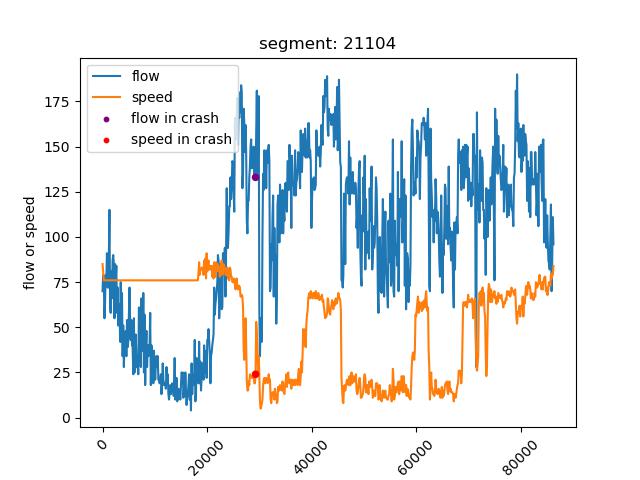 segment: 21104
flow
speed
flow in crash
speed in crash
flow or speed
175
150
125
100
75
50
25
0
0
20000
40000
60000
80000